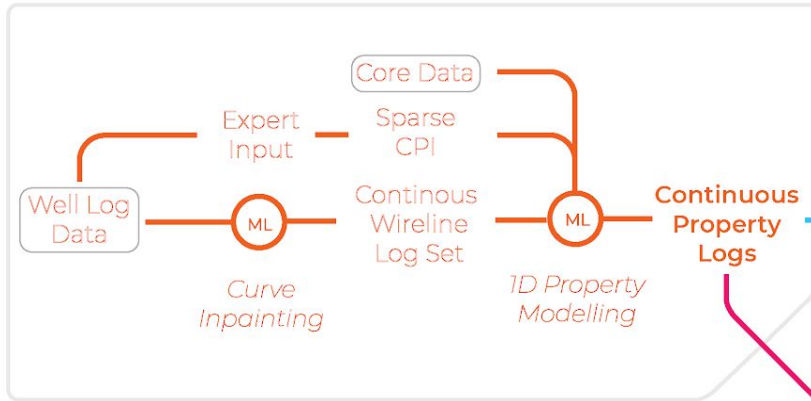 Core Data
Expert
Input
Sparse
CPI
Well Log
Data
ML
Continous
Wireline
Log Set
ML
Continuous
Property
Logs
Curve
Inpainting
1D Property
Modelling